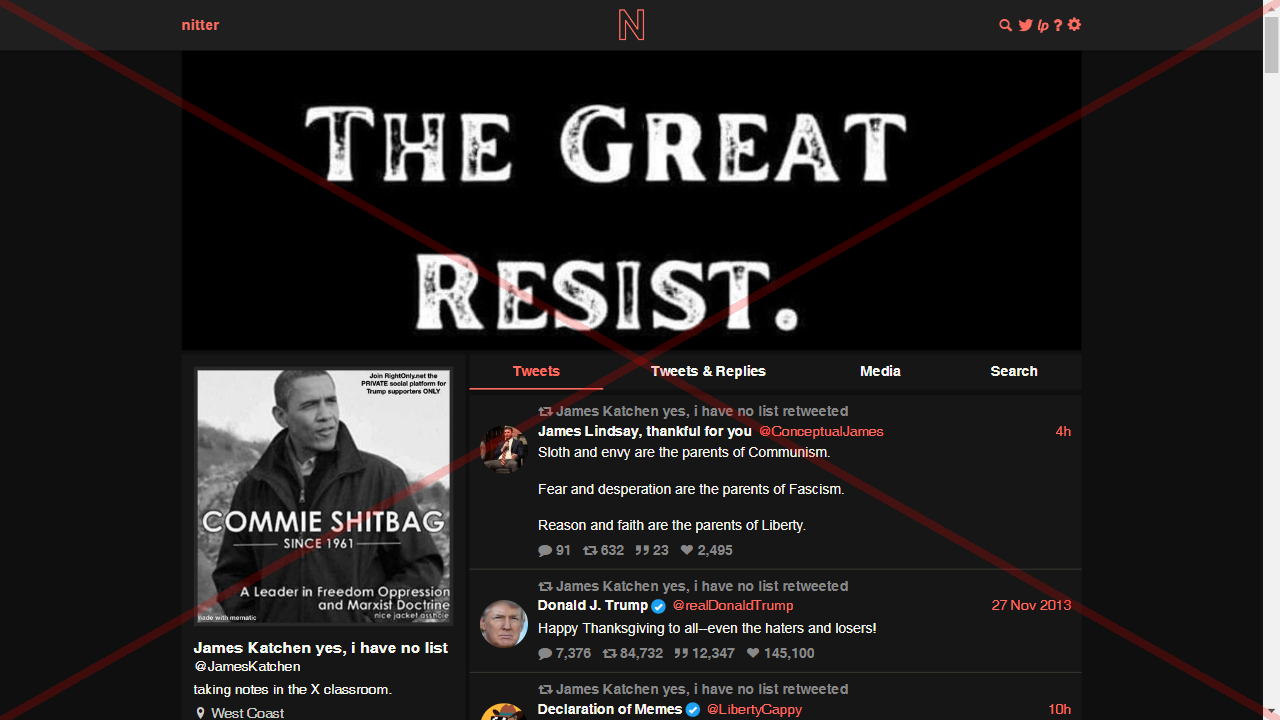 nitter
N
lp ?
THE GREAT
RESIST.
Join RightOnly.net the
PRIVATE social platform for
Trump supporters ONLY
COMMIE SHITBAG
SINCE 1961
A Leader in Freedom Oppression
and Marxist Doctrine
nice jacket asshole
Made with mematic
James Katchen yes, i have no list
@JamesKatchen
taking notes in the X classroom.
West Coast
Tweets Tweets & Replies Media Search
James Katchen yes, i have no list retweeted
James Lindsay, thankful for you @ConceptualJames 4h
Sloth and envy are the parents of Communism.
Fear and desperation are the parents of Fascism.
Reason and faith are the parents of Liberty.
91 632 23 2,495
James Katchen yes, i have no list retweeted
Donald J. Trump @realDonaldTrump 27 Nov 2013
Happy Thanksgiving to all--even the haters and losers!
7,376 84,732 12,347 145,100
James Katchen yes, i have no list retweeted
Declaration of Memes @LibertyCappy 10h